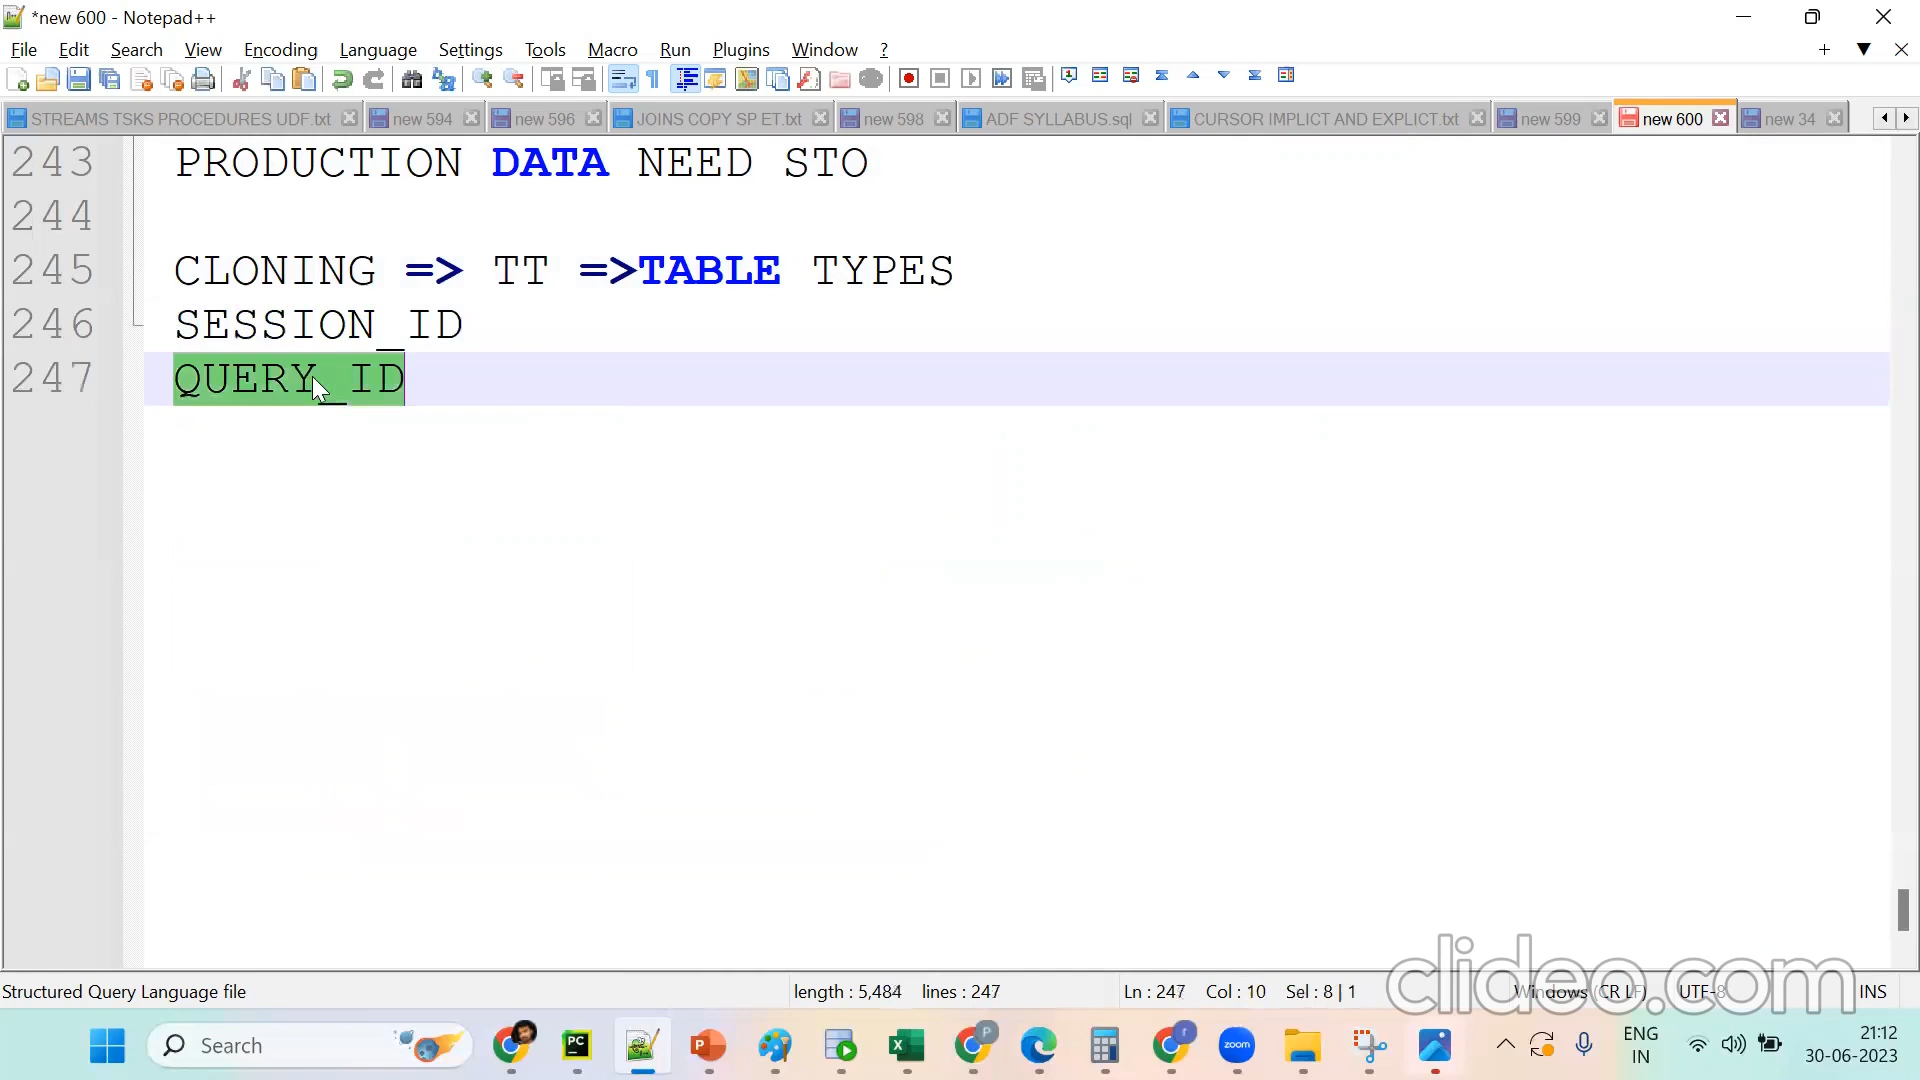 *new 600 - Notepad++
File Edit Search View Encoding Language Settings Tools Macro Run Plugins Window ?
STREAMS TSKS PROCEDURES UDF.txt new 594 new 596 JOINS COPY SP ET.txt new 598 ADF SYLLABUS.sql CURSOR IMPLICT AND EXPLICT.txt new 599 new 600 new 34
243 PRODUCTION DATA NEED STO
244
245 CLONING => TT =>TABLE TYPES
246 SESSION_ID
247 QUERY_ID
clideo.com
Structured Query Language file length : 5,484 lines : 247 Ln : 247 Col : 10 Sel : 8 | 1 Windows (CR LF) UTF-8 INS
Search PC P r zoom ENG IN 21:12 30-06-2023